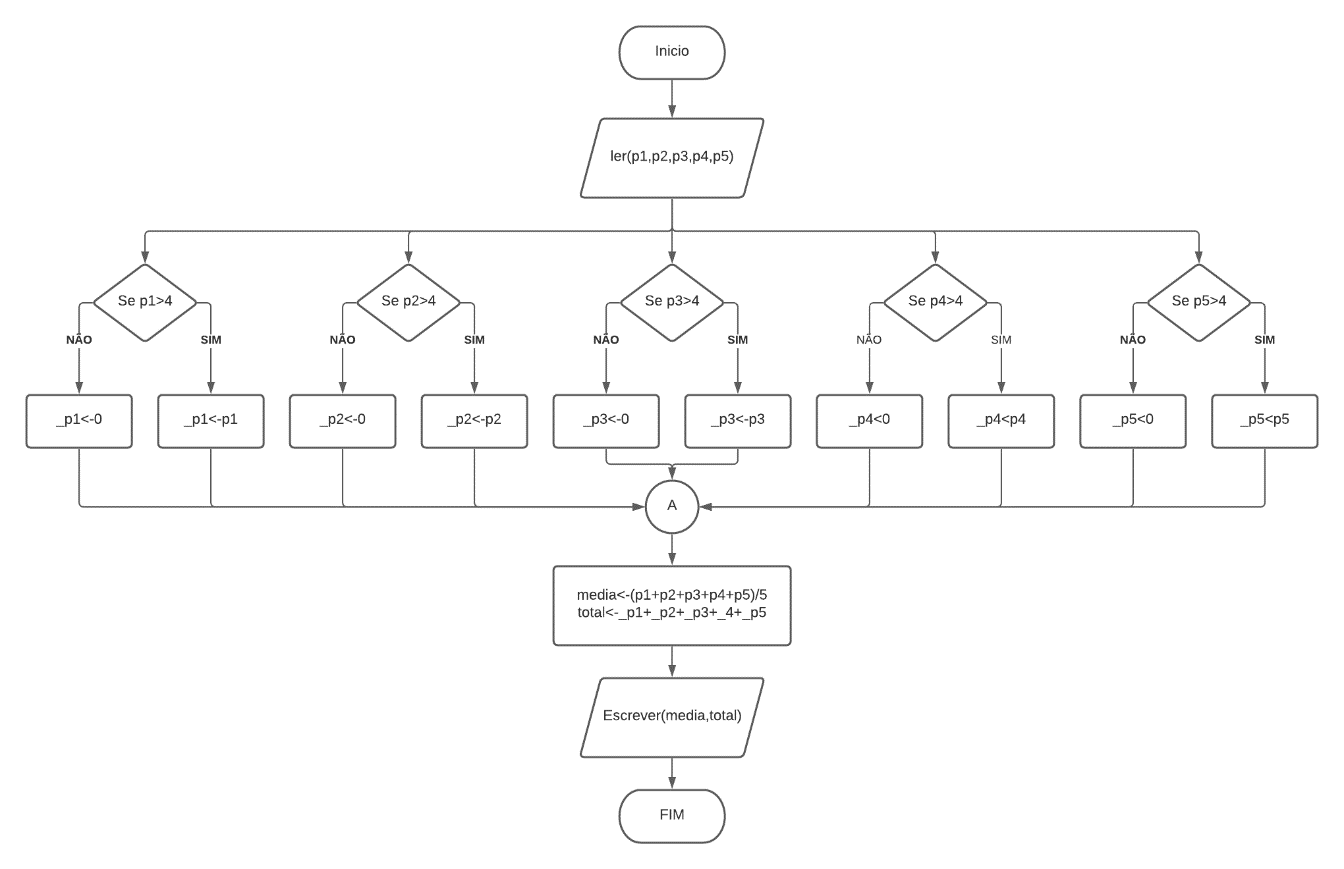 Inicio
ler(p1,p2,p3,p4,p5)
Se p1>4
Se p2>4
Se p3>4
Se p4>4
Se p5>4
NÃO
SIM
NÃO
SIM
NÃO
SIM
NÃO
SIM
NÃO
SIM
_p1<-0
_p1<-p1
_p2<-0
_p2<-p2
_p3<-0
_p3<-p3
_p4<0
_p4<p4
_p5<0
_p5<p5
A
media<-(p1+p2+p3+p4+p5)/5
total<-_p1+_p2+_p3+_4+_p5
Escrever(media,total)
FIM